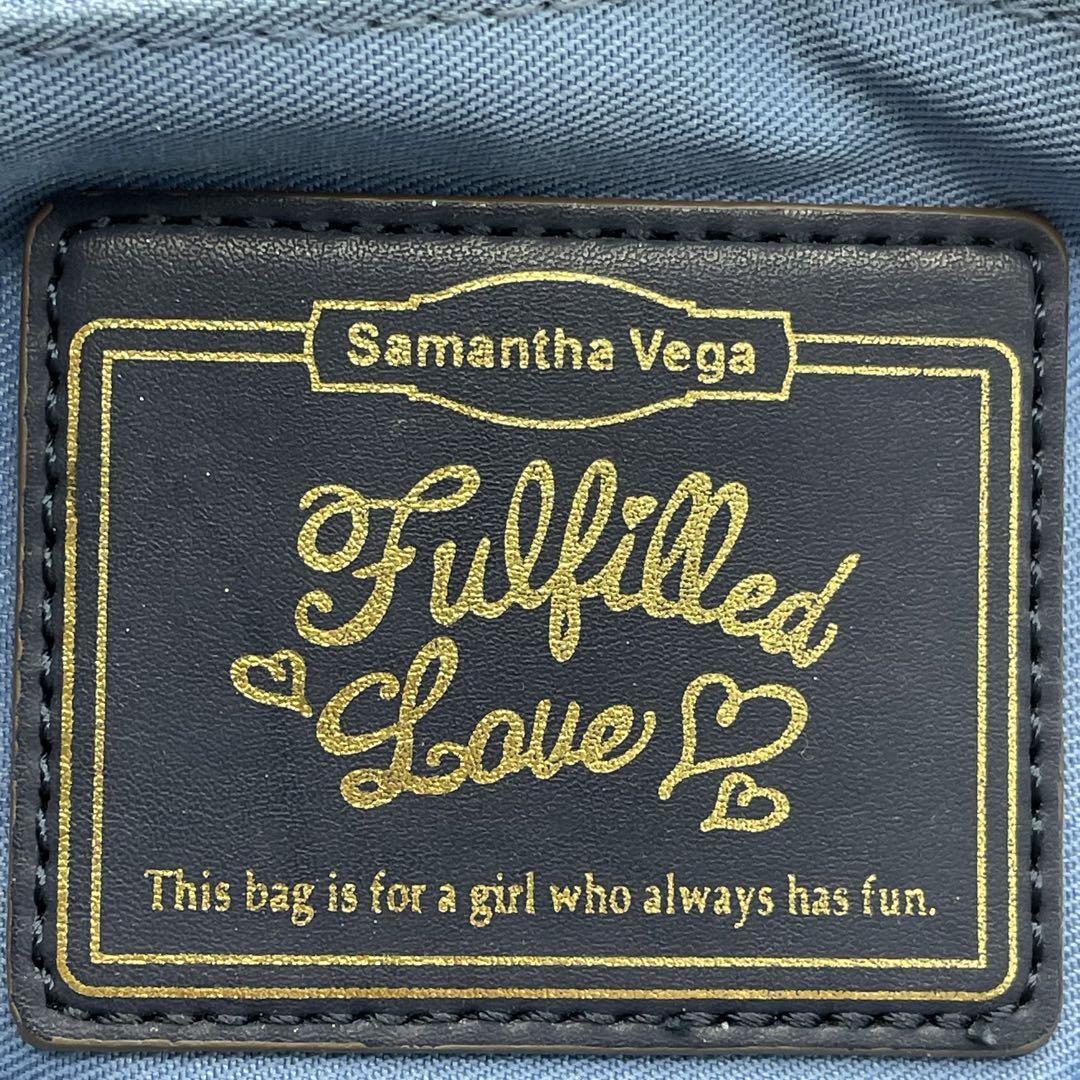 Samantha Vega
Fulfilled
Love
This bag is for a girl who always has fun.